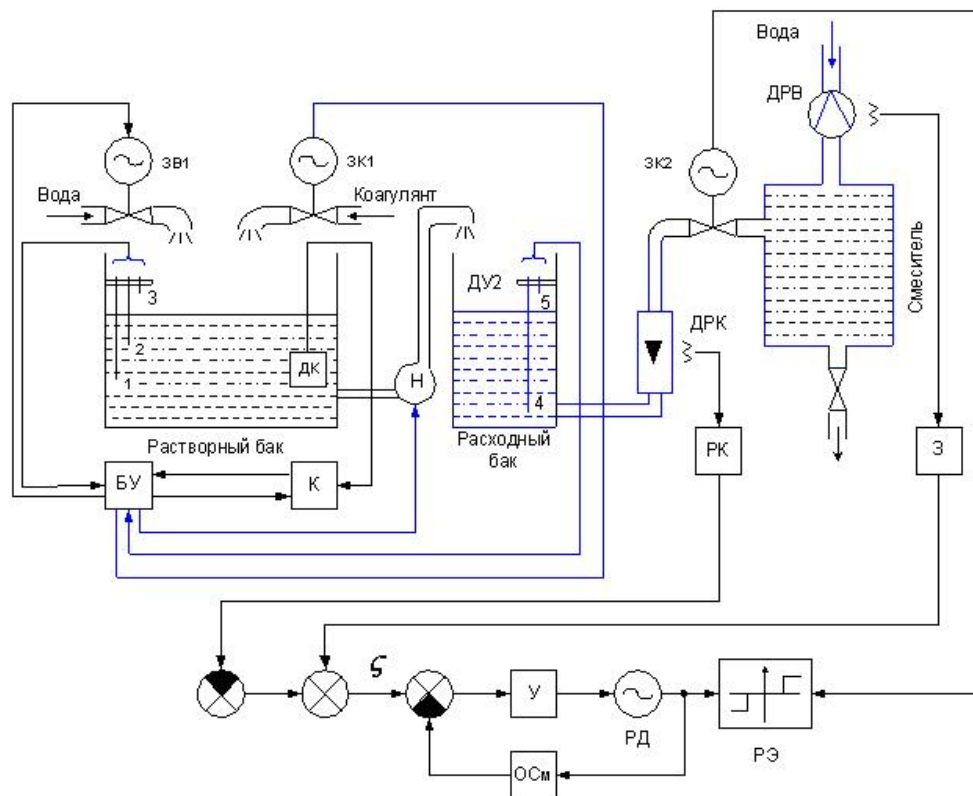 Вода
ДРВ
ЗВ1
ЗК1
ЗК2
Вода
Коагулянт
Смеситель
ДУ2
3
5
ДРК
2
ДК
Н
1
4
Растворный бак
Расходный
бак
РК
З
БУ
К
ς
У
РД
РЭ
ОСм